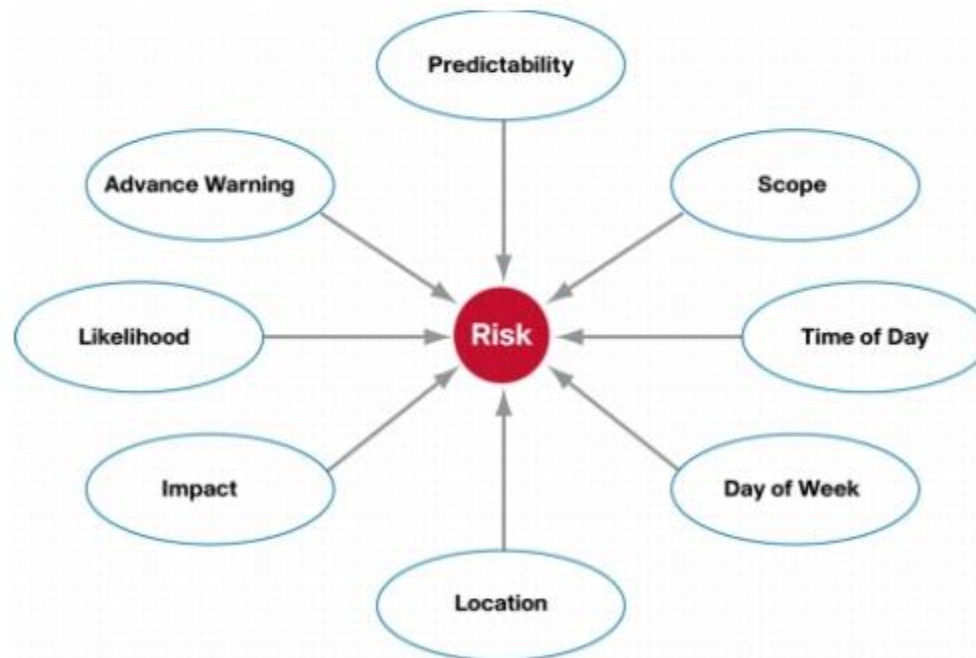 Predictability
Advance Warning
Scope
Likelihood
Risk
Time of Day
Impact
Day of Week
Location